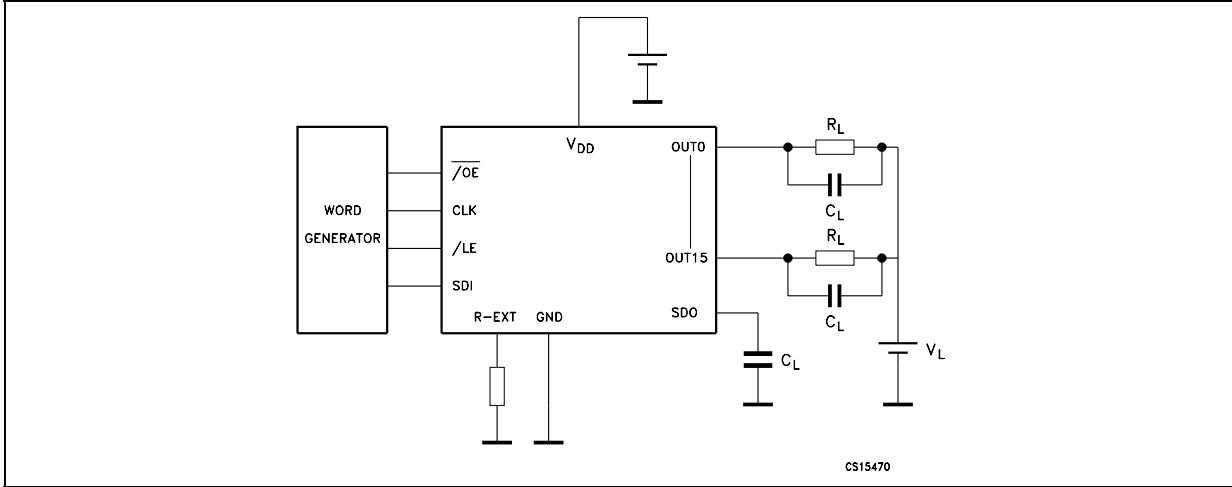 V_DD
WORD
GENERATOR
/OE
CLK
/LE
SDI
R-EXT
GND
OUT0
OUT15
SDO
R_L
C_L
R_L
C_L
C_L
V_L
CS15470